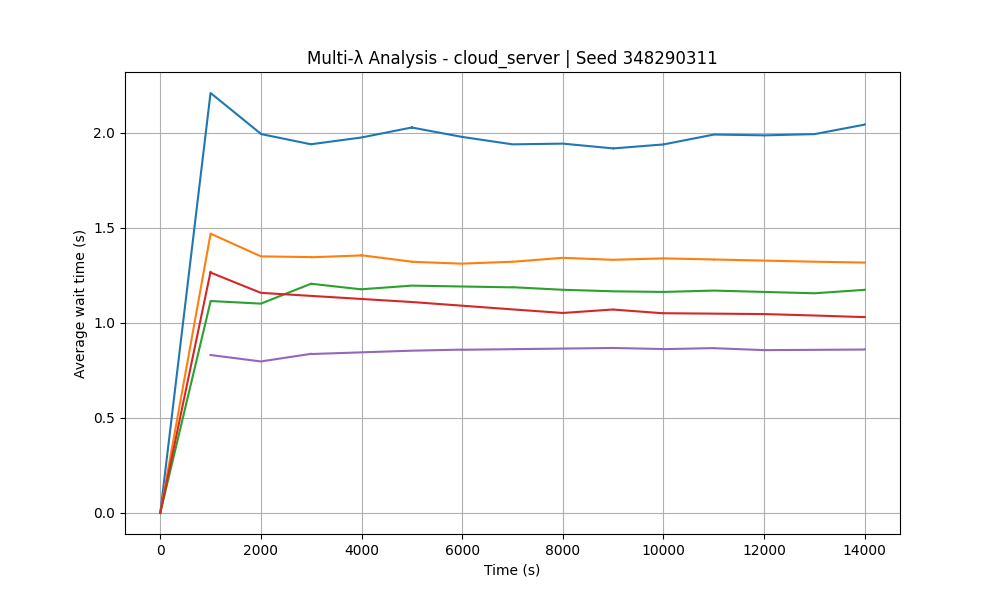 Multi-λ Analysis - cloud_server | Seed 348290311
Average wait time (s)
2.0
1.5
1.0
0.5
0.0
0 2000 4000 6000 8000 10000 12000 14000
Time (s)